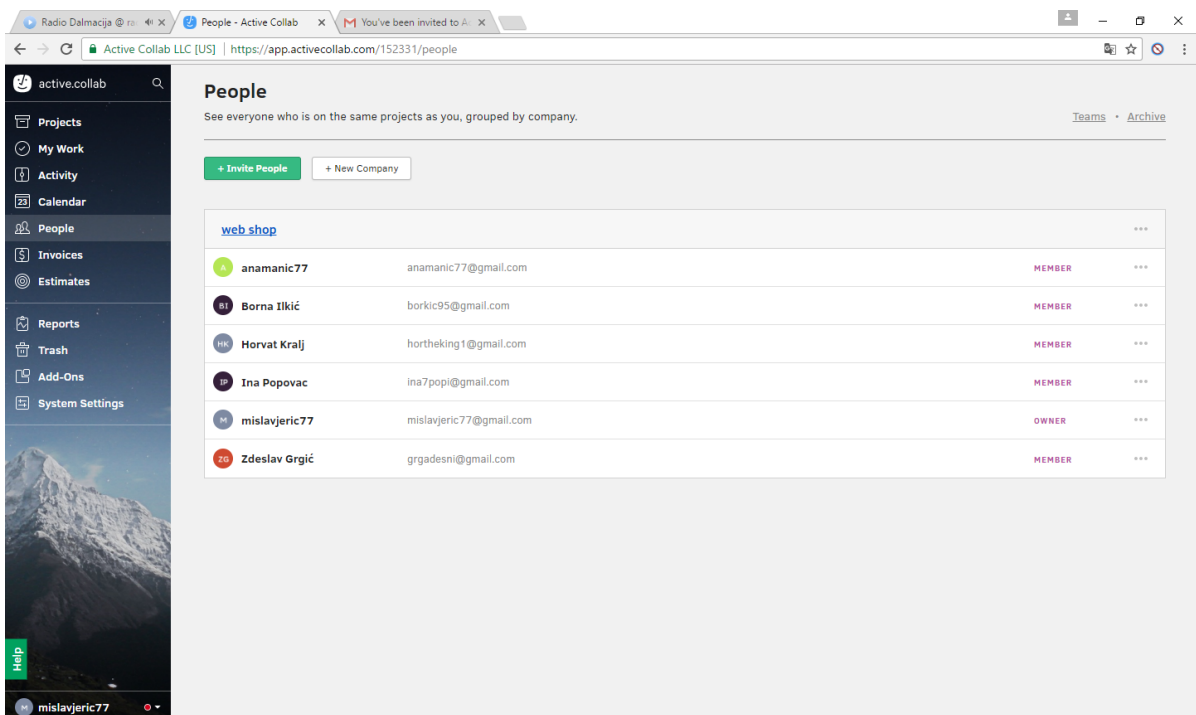 Radio Dalmacija @ ra
People - Active Collab
You've been invited to A
Active Collab LLC [US] | https://app.activecollab.com/152331/people
active.collab
Projects
My Work
Activity
23 Calendar
People
Invoices
Estimates
Reports
Trash
Add-Ons
System Settings
Help
M mislavjeric77
People
See everyone who is on the same projects as you, grouped by company.
Teams • Archive
+ Invite People
+ New Company
web shop
A anamanic77 anamanic77@gmail.com MEMBER
BI Borna Ilkić borkic95@gmail.com MEMBER
HK Horvat Kralj hortheking1@gmail.com MEMBER
IP Ina Popovac ina7popi@gmail.com MEMBER
M mislavjeric77 mislavjeric77@gmail.com OWNER
ZG Zdeslav Grgić grgadesni@gmail.com MEMBER